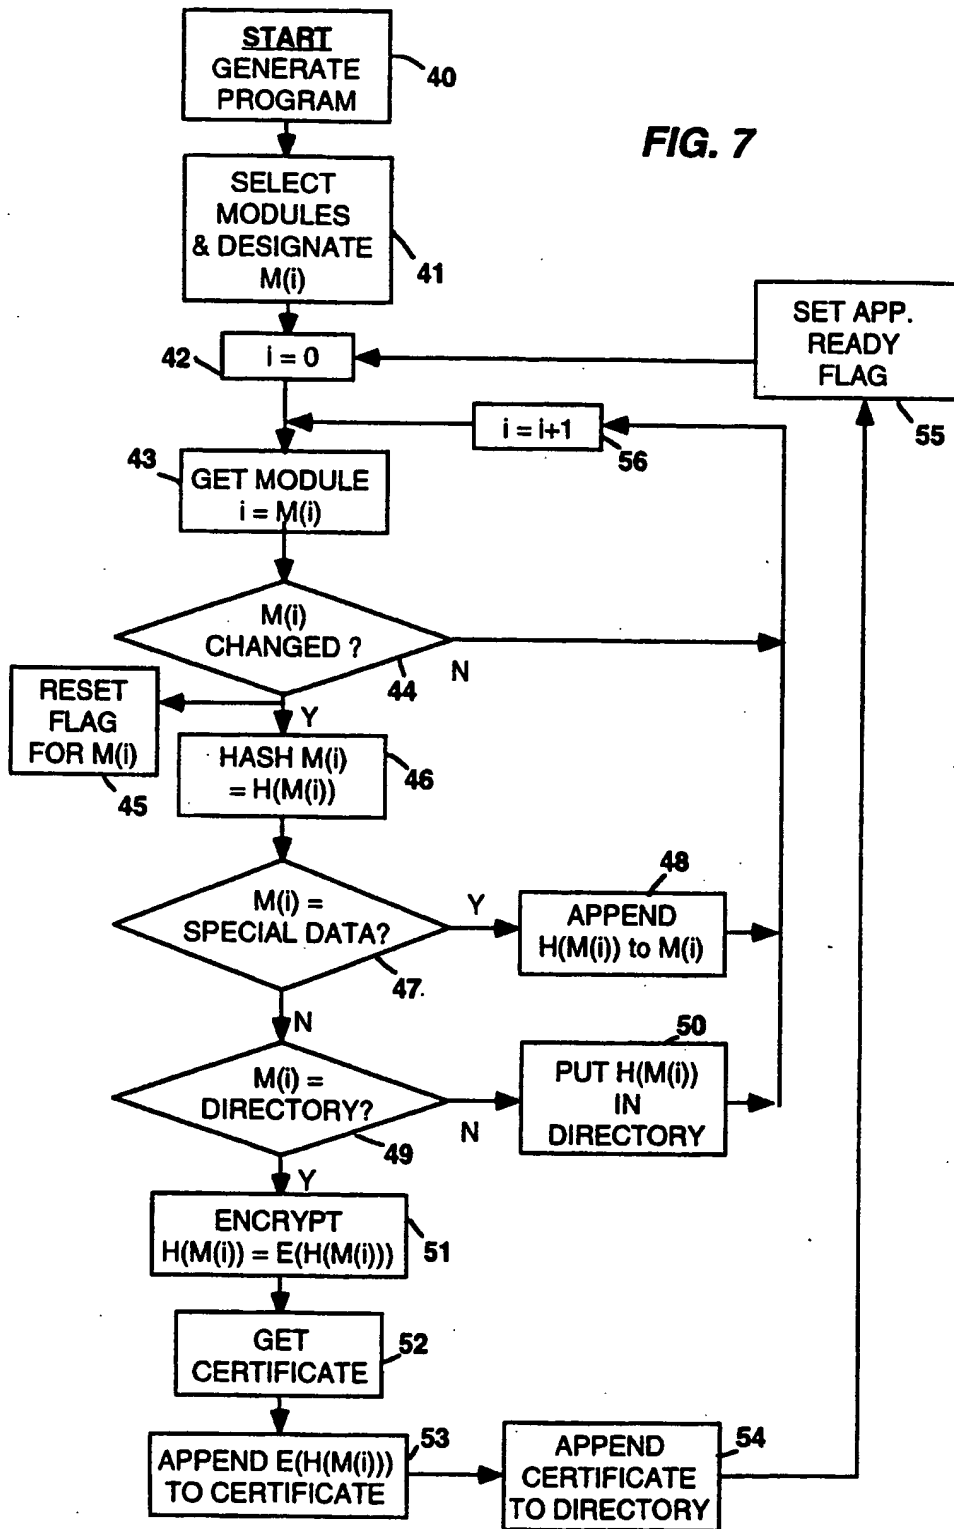 START
GENERATE
PROGRAM
40
FIG. 7
SELECT
MODULES
& DESIGNATE
M(i)
41
SET APP.
READY
FLAG
55
42
i = 0
i = i+1
56
43
GET MODULE
i = M(i)
M(i)
CHANGED ?
44
N
RESET
FLAG
FOR M(i)
45
Y
HASH M(i)
= H(M(i))
46
M(i) =
SPECIAL DATA?
47
Y
48
APPEND
H(M(i)) to M(i)
N
M(i) =
DIRECTORY?
49
N
50
PUT H(M(i))
IN
DIRECTORY
Y
ENCRYPT
H(M(i)) = E(H(M(i)))
51
GET
CERTIFICATE
52
APPEND E(H(M(i)))
TO CERTIFICATE
53
APPEND
CERTIFICATE
TO DIRECTORY
54